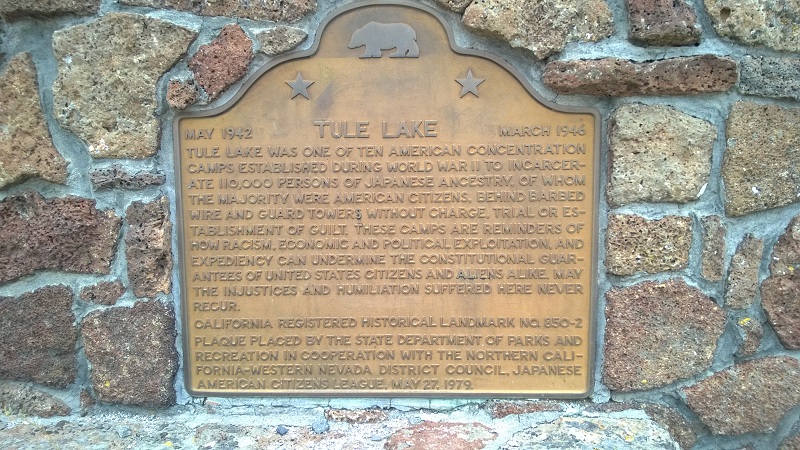 MAY 1942 TULE LAKE MARCH 1946
TULE LAKE WAS ONE OF TEN AMERICAN CONCENTRATION
CAMPS ESTABLISHED DURING WORLD WAR II TO INCARCER-
ATE 110,000 PERSONS OF JAPANESE ANCESTRY, OF WHOM
THE MAJORITY WERE AMERICAN CITIZENS, BEHIND BARBED
WIRE AND GUARD TOWERS WITHOUT CHARGE, TRIAL OR ES-
TABLISHMENT OF GUILT. THESE CAMPS ARE REMINDERS OF
HOW RACISM, ECONOMIC AND POLITICAL EXPLOITATION, AND
EXPEDIENCY CAN UNDERMINE THE CONSTITUTIONAL GUAR-
ANTEES OF UNITED STATES CITIZENS AND ALIENS ALIKE. MAY
THE INJUSTICES AND HUMILIATION SUFFERED HERE NEVER
RECUR.
CALIFORNIA REGISTERED HISTORICAL LANDMARK NO. 850-2
PLAQUE PLACED BY THE STATE DEPARTMENT OF PARKS AND
RECREATION IN COOPERATION WITH THE NORTHERN CALI-
FORNIA-WESTERN NEVADA DISTRICT COUNCIL, JAPANESE
AMERICAN CITIZENS LEAGUE, MAY 27, 1979.